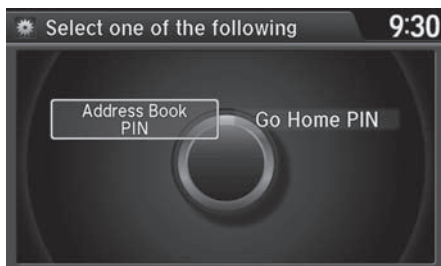 Select one of the following 9:30
Address Book
PIN
Go Home PIN